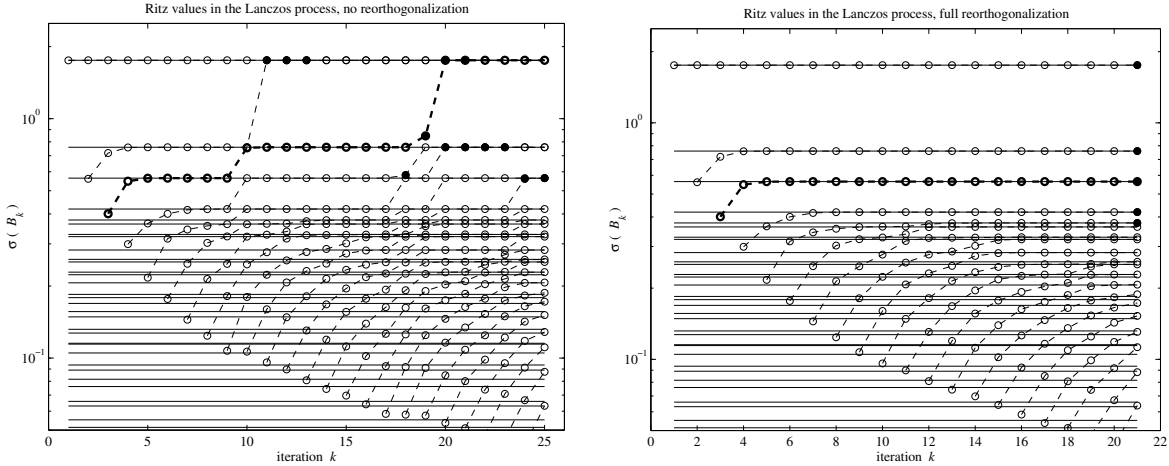 Ritz values in the Lanczos process, no reorthogonalization
10^0
10^-1
σ ( B_k )
0 5 10 15 20 25
iteration k
Ritz values in the Lanczos process, full reorthogonalization
10^0
10^-1
σ ( B_k )
0 2 4 6 8 10 12 14 16 18 20 22
iteration k